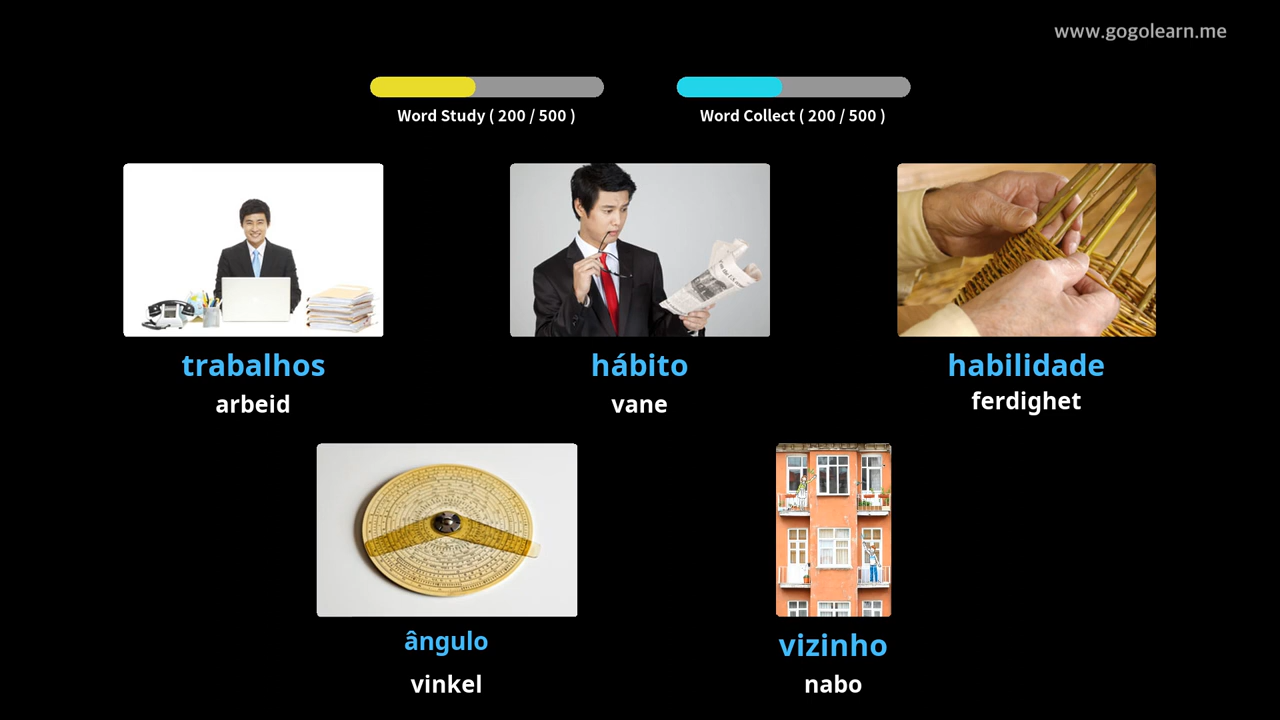 www.gogolearn.me
Word Study ( 200 / 500 )
Word Collect ( 200 / 500 )
trabalhos
arbeid
hábito
vane
habilidade
ferdighet
ângulo
vinkel
vizinho
nabo